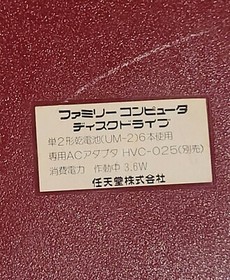 ファミリーコンピュータ
ディスクドライブ
単2形乾電池(UM-2)6本使用
専用ACアダプタ HVC-025(別売)
消費電力 作動中3.6W
任天堂株式会社